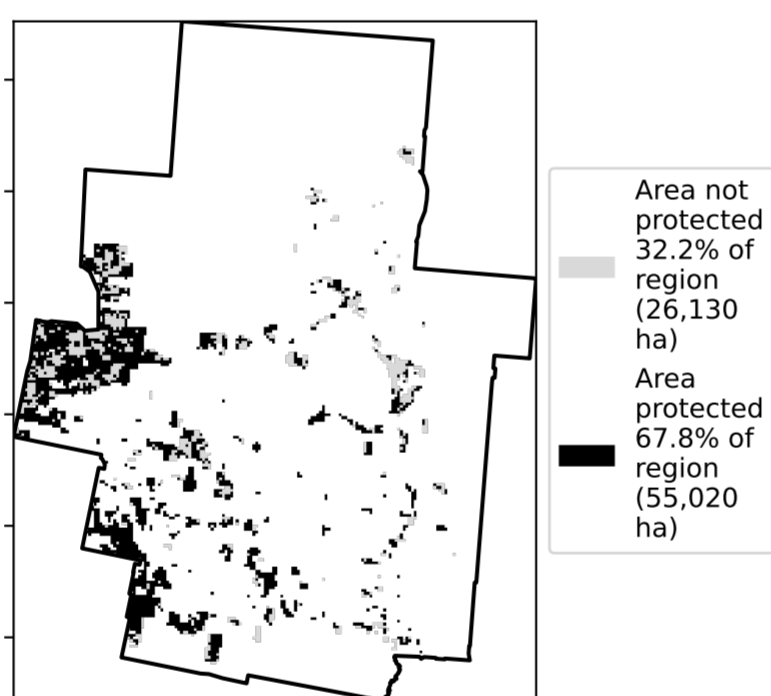 Area not
protected
32.2% of
region
(26,130
ha)
Area
protected
67.8% of
region
(55,020
ha)